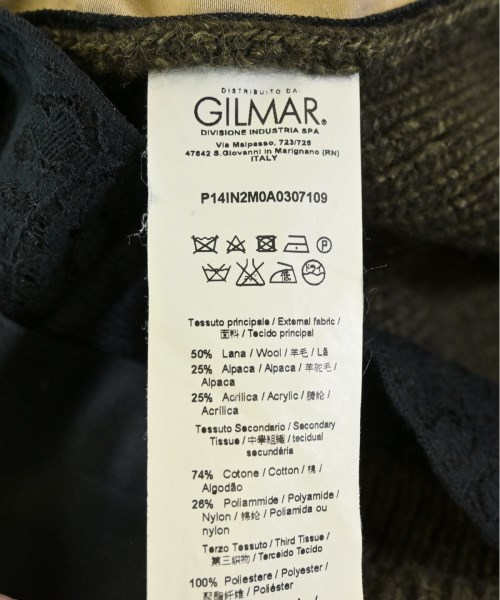 DISTRIBUITO DA
GILMAR®
DIVISIONE INDUSTRIA SPA
Via Malpasso, 723/725
47842 S.Giovanni in Marignano (RN)
ITALY
P14IN2M0A0307109
P
ドライ
Tessuto principale / External fabric /
面料 / Tecido principal
50% Lana / Wool / 羊毛 / Lã
25% Alpaca / Alpaca / 羊驼毛 /
Alpaca
25% Acrilica / Acrylic / 腈纶 /
Acrílica
Tessuto Secondario / Secondary
Tissue / 中學組織 / tecidual
secundária
74% Cotone / Cotton / 棉 /
Algodão
26% Poliammide / Polyamide /
Nylon / 锦纶 / Poliamida ou
nylon
Terzo Tessuto / Third Tissue /
第三織物 / Terceido Tecido
100% Poliestere / Polyester /
聚酯纤维 / Poliéster